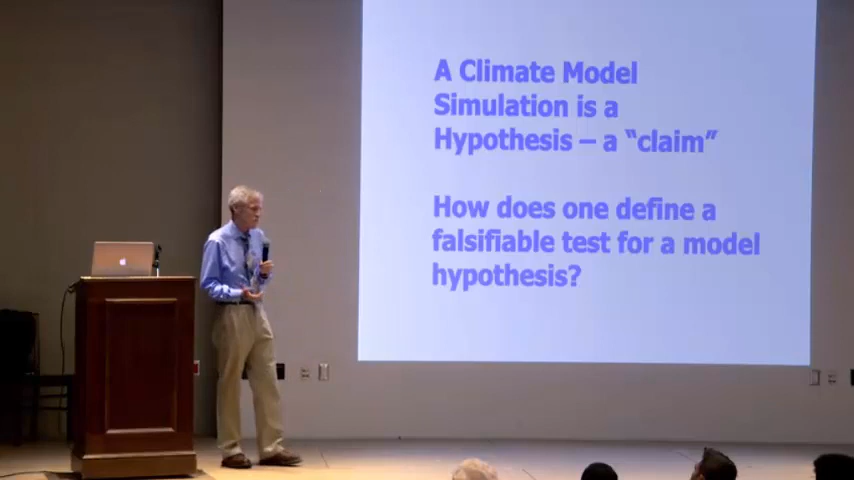 A Climate Model
Simulation is a
Hypothesis – a “claim”
How does one define a
falsifiable test for a model
hypothesis?